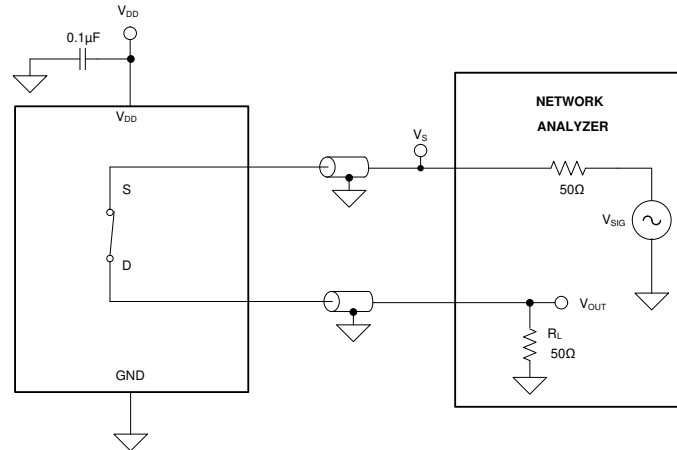 V_DD
0.1µF
V_DD
NETWORK
ANALYZER
V_S
S
50Ω
V_SIG
D
V_OUT
R_L
50Ω
GND